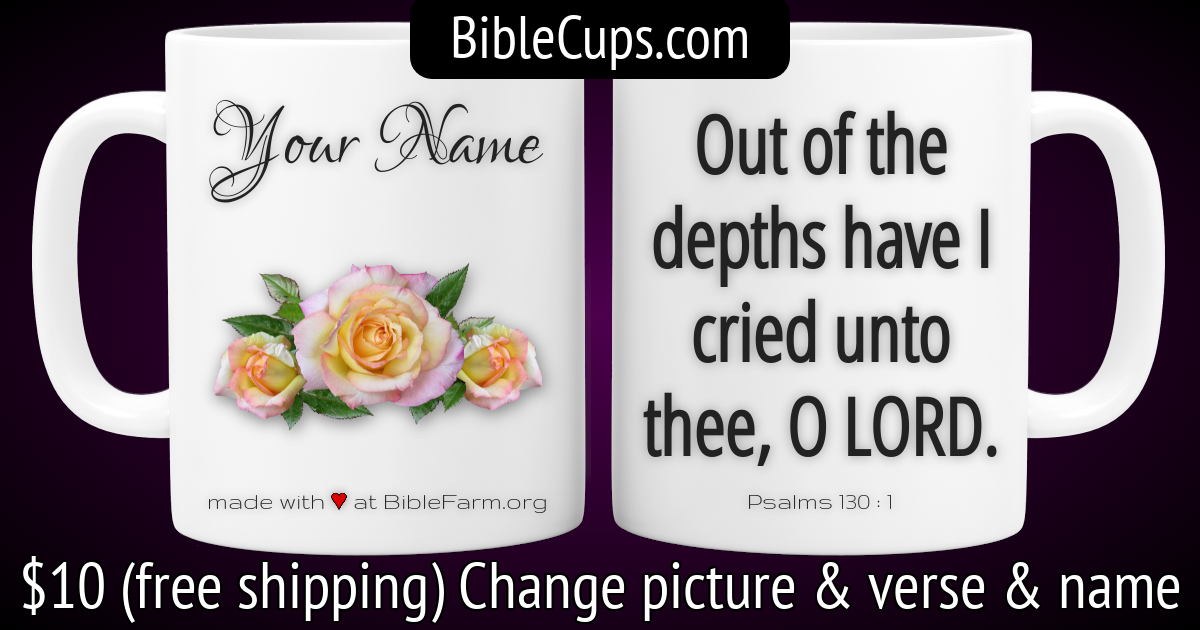 BibleCups.com
Your Name
made with ♥ at BibleFarm.org
Out of the
depths have I
cried unto
thee, O LORD.
Psalms 130 : 1
$10 (free shipping) Change picture & verse & name